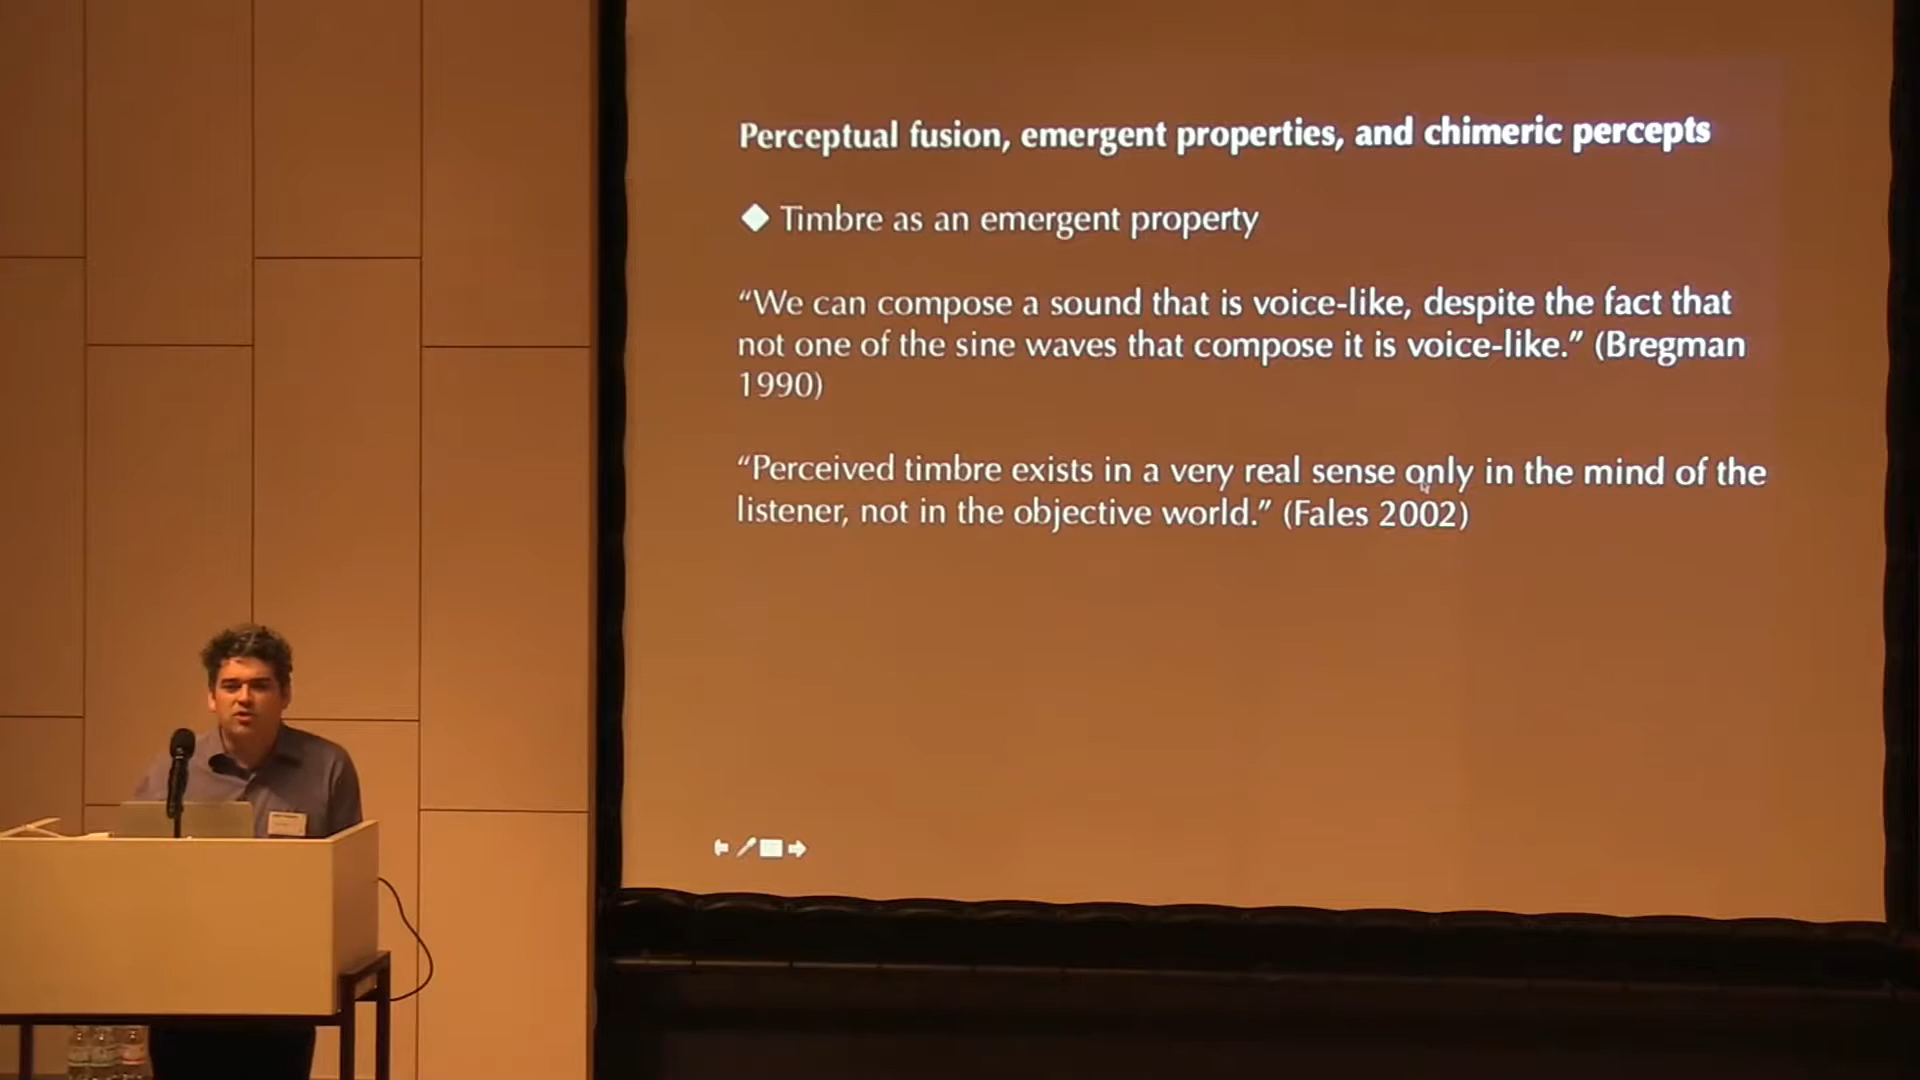 Perceptual fusion, emergent properties, and chimeric percepts
◆ Timbre as an emergent property
“We can compose a sound that is voice-like, despite the fact that
not one of the sine waves that compose it is voice-like.” (Bregman
1990)
“Perceived timbre exists in a very real sense only in the mind of the
listener, not in the objective world.” (Fales 2002)